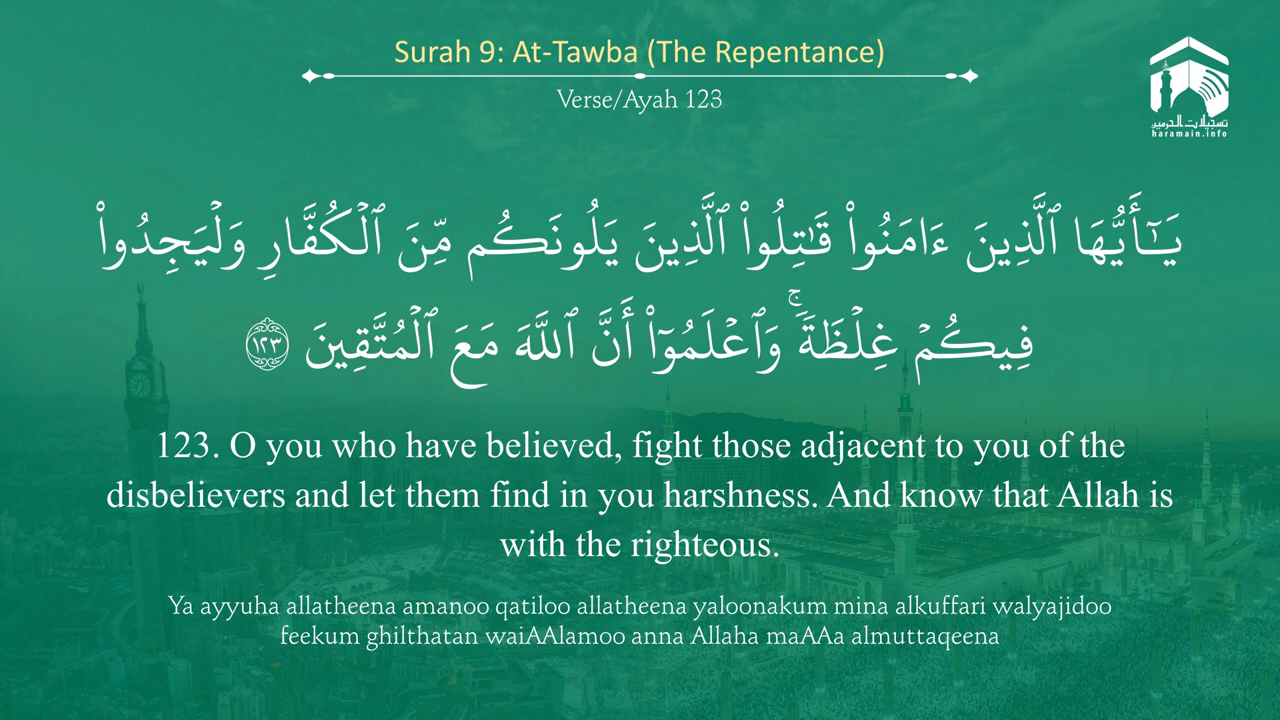 Surah 9: At-Tawba (The Repentance)
Verse/Ayah 123
تسجيلات الحرمين
haramain.info
يَـٰٓأَيُّهَا ٱلَّذِينَ ءَامَنُوا۟ قَـٰتِلُوا۟ ٱلَّذِينَ يَلُونَكُم مِّنَ ٱلْكُفَّارِ وَلْيَجِدُوا۟
فِيكُمْ غِلْظَةًۚ وَٱعْلَمُوٓا۟ أَنَّ ٱللَّهَ مَعَ ٱلْمُتَّقِينَ ١٢٣
123. O you who have believed, fight those adjacent to you of the
disbelievers and let them find in you harshness. And know that Allah is
with the righteous.
Ya ayyuha allatheena amanoo qatiloo allatheena yaloonakum mina alkuffari walyajidoo
feekum ghilthatan waiAAlamoo anna Allaha maAAa almuttaqeena